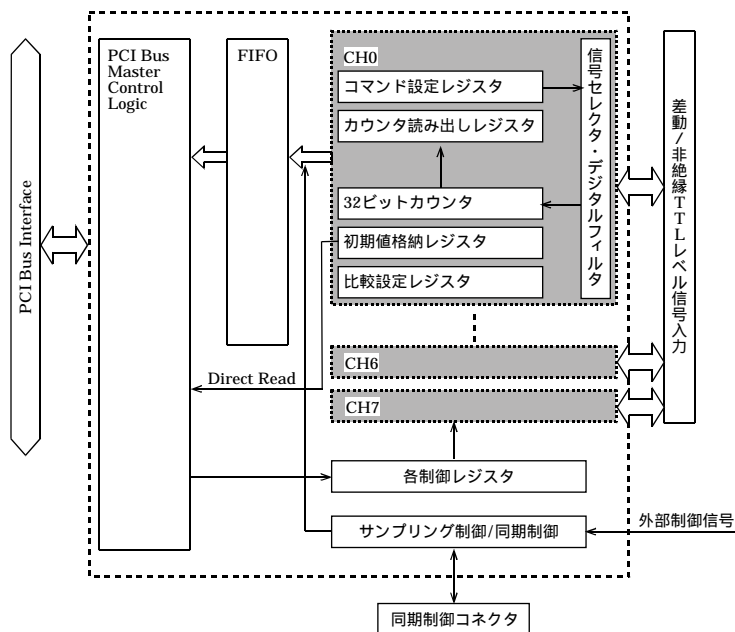 PCI Bus Interface
PCI Bus
Master
Control
Logic
FIFO
CH0
コマンド設定レジスタ
カウンタ読み出しレジスタ
32ビットカウンタ
初期値格納レジスタ
比較設定レジスタ
信号セレクタ・デジタルフィルタ
差動/非絶縁TTLレベル信号入力
CH6
Direct Read
CH7
各制御レジスタ
サンプリング制御/同期制御
外部制御信号
同期制御コネクタ